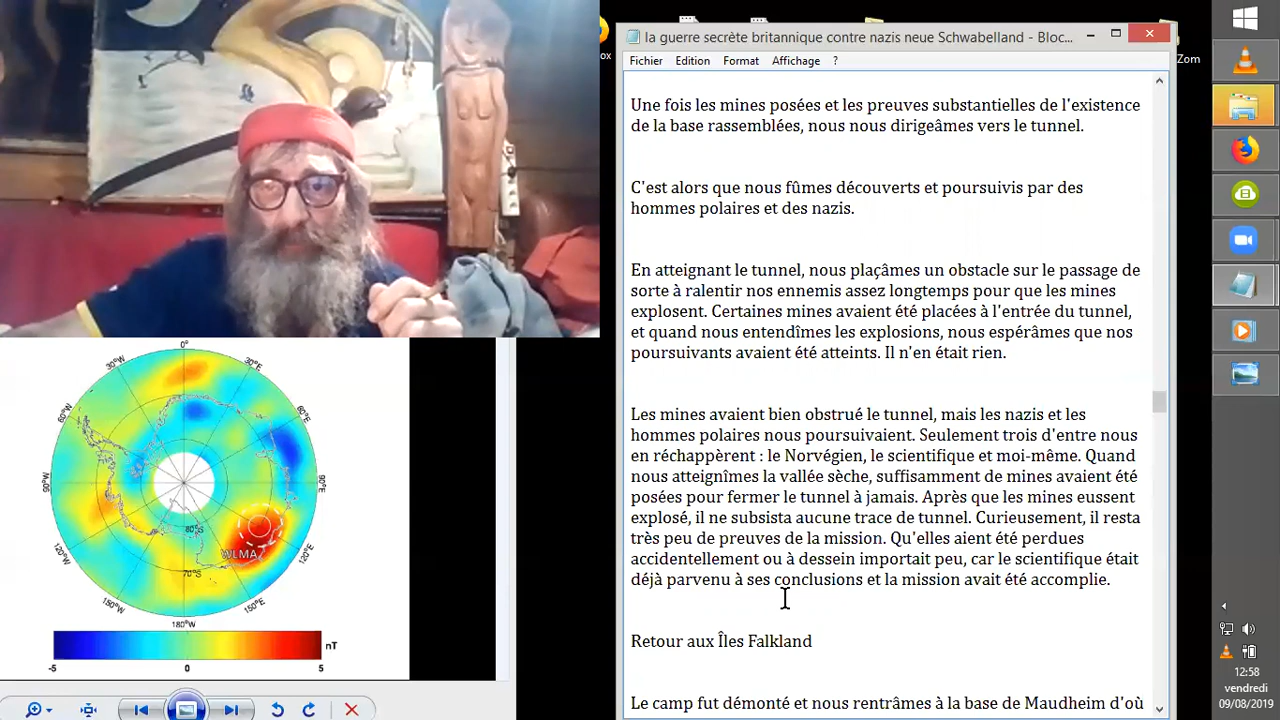 la guerre secrète britannique contre nazis neue Schwabelland - Bloc...
Fichier Edition Format Affichage ?
Une fois les mines posées et les preuves substantielles de l'existence
de la base rassemblées, nous nous dirigeâmes vers le tunnel.
C'est alors que nous fûmes découverts et poursuivis par des
hommes polaires et des nazis.
En atteignant le tunnel, nous plaçâmes un obstacle sur le passage de
sorte à ralentir nos ennemis assez longtemps pour que les mines
explosent. Certaines mines avaient été placées à l'entrée du tunnel,
et quand nous entendîmes les explosions, nous espérâmes que nos
poursuivants avaient été atteints. Il n'en était rien.
Les mines avaient bien obstrué le tunnel, mais les nazis et les
hommes polaires nous poursuivaient. Seulement trois d'entre nous
en réchappèrent : le Norvégien, le scientifique et moi-même. Quand
nous atteignîmes la vallée sèche, suffisamment de mines avaient été
posées pour fermer le tunnel à jamais. Après que les mines eussent
explosé, il ne subsista aucune trace de tunnel. Curieusement, il resta
très peu de preuves de la mission. Qu'elles aient été perdues
accidentellement ou à dessein importait peu, car le scientifique était
déjà parvenu à ses conclusions et la mission avait été accomplie.
Retour aux Îles Falkland
Le camp fut démonté et nous rentrâmes à la base de Maudheim d'où
ox
Zom
0°
30°E
60°E
90°E
120°E
150°E
180°W
150°W
120°W
90°W
60°W
30°W
80°S
70°S
WLMA
nT
-5 0 5
12:58
vendredi
09/08/2019